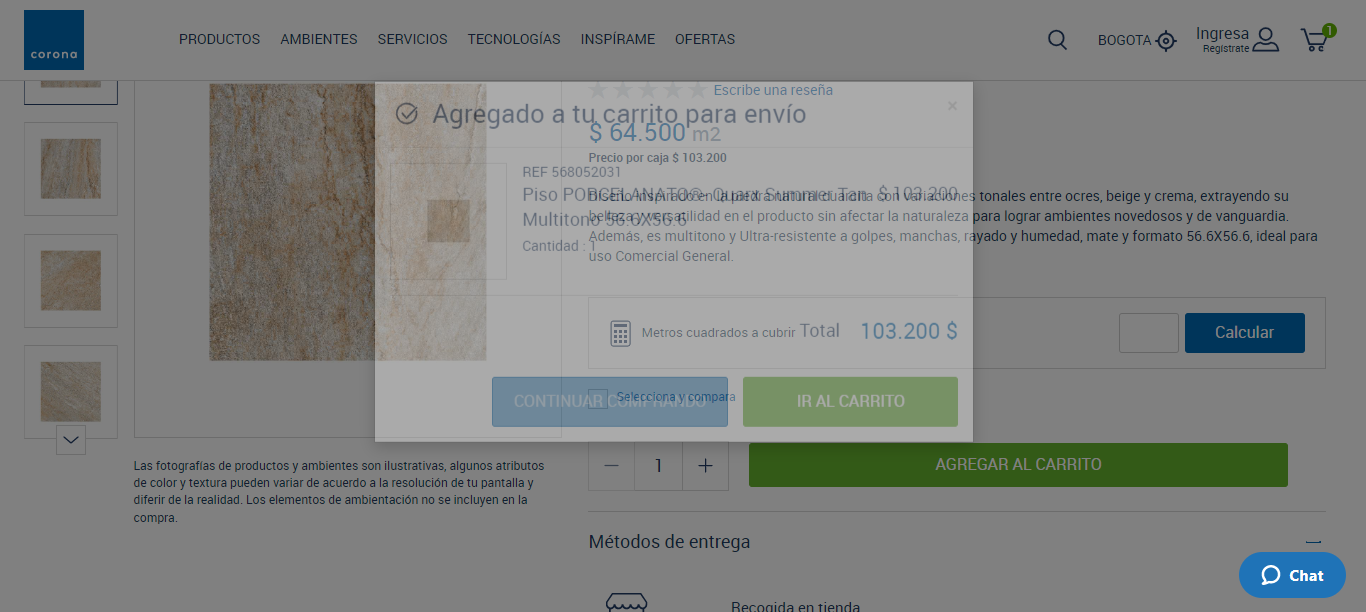 corona
PRODUCTOS AMBIENTES SERVICIOS TECNOLOGÍAS INSPÍRAME OFERTAS
BOGOTA
Ingresa
Regístrate
1
Escribe una reseña
Agregado a tu carrito para envío
×
$ 64.500 m2
Precio por caja $ 103.200
REF 568052031
Piso PORCELANATO® Quarx Summer Tan $ 103.200
Multitono 56.6X56.6
Cantidad : 1
Diseño inspirado en la piedra natural cuarcita con variaciones tonales entre ocres, beige y crema, extrayendo su
belleza y versatilidad en el producto sin afectar la naturaleza para lograr ambientes novedosos y de vanguardia.
Además, es multitono y Ultra-resistente a golpes, manchas, rayado y humedad, mate y formato 56.6X56.6, ideal para
uso Comercial General.
Metros cuadrados a cubrir
Total 103.200 $
Calcular
CONTINUAR COMPRANDO
Selecciona y compara
IR AL CARRITO
Las fotografías de productos y ambientes son ilustrativas, algunos atributos
de color y textura pueden variar de acuerdo a la resolución de tu pantalla y
diferir de la realidad. Los elementos de ambientación no se incluyen en la
compra.
— 1 +
AGREGAR AL CARRITO
Métodos de entrega
Chat
Recogida en tienda